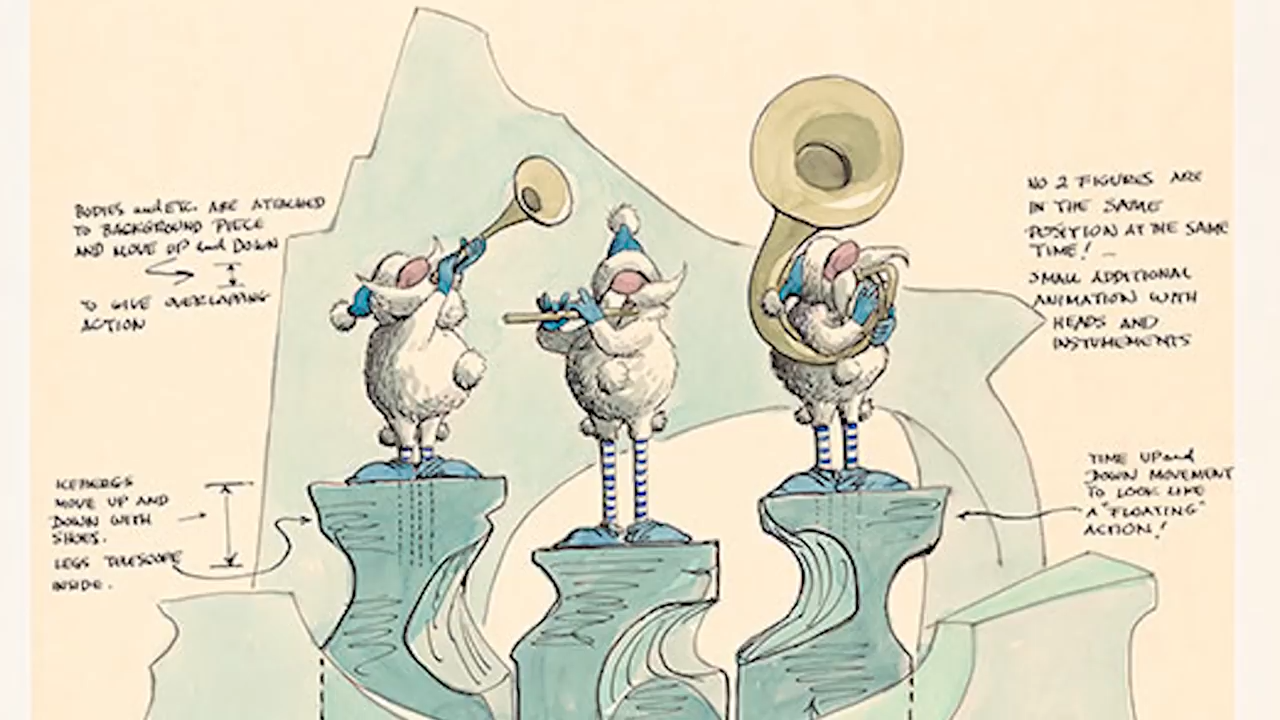 BODIES and ETC. ARE ATTACHED
TO BACKGROUND PIECE
AND MOVE UP and DOWN
TO GIVE OVERLAPPING
ACTION
ICEBERGS
MOVE UP AND
DOWN WITH
SHOES.
LEGS TELESCOPE
INSIDE.
NO 2 FIGURES ARE
IN THE SAME
POSITION AT THE SAME
TIME!
SMALL ADDITIONAL
ANIMATION WITH
HEADS AND
INSTUMEMENTS
TIME UP and
DOWN MOVEMENT
TO LOOK LIKE
A "FLOATING"
ACTION!